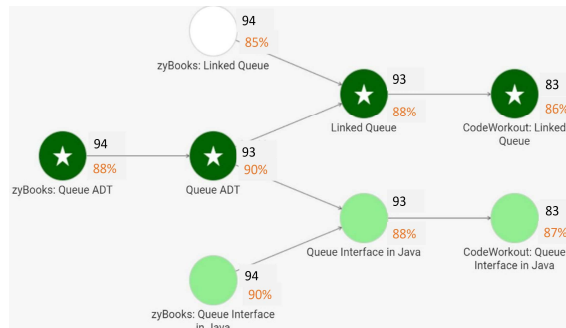 94
85%
zyBooks: Linked Queue
93
88%
Linked Queue
83
86%
CodeWorkout: Linked
Queue
94
88%
zyBooks: Queue ADT
93
90%
Queue ADT
93
88%
Queue Interface in Java
83
87%
CodeWorkout: Queue
Interface in Java
94
90%
zyBooks: Queue Interface
in Java